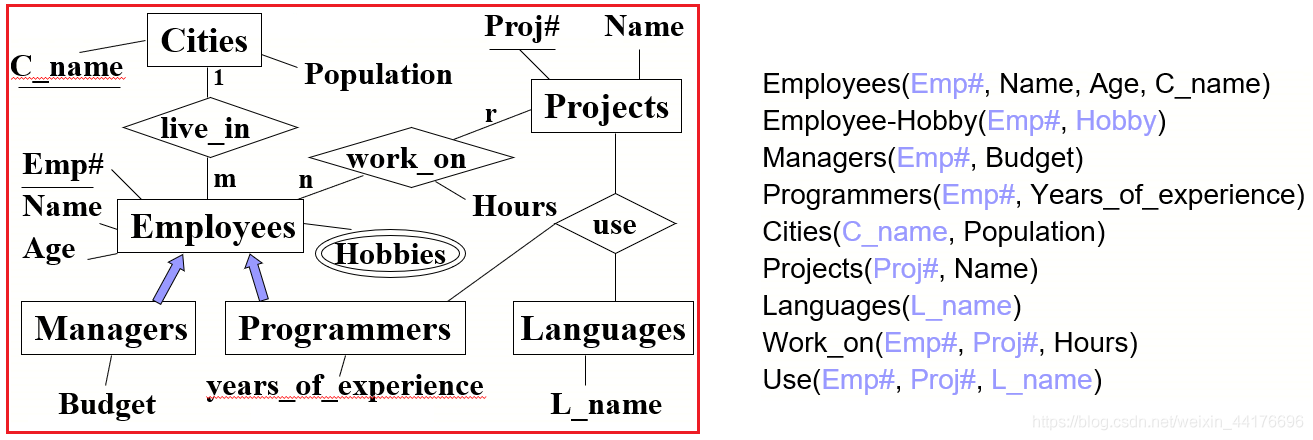 Cities
C_name
Population
1
live_in
m
Proj#
Name
Projects
r
work_on
n
Hours
Emp#
Name
Age
Employees
Hobbies
use
Managers
Programmers
Languages
Budget
years_of_experience
L_name
Employees(Emp#, Name, Age, C_name)
Employee-Hobby(Emp#, Hobby)
Managers(Emp#, Budget)
Programmers(Emp#, Years_of_experience)
Cities(C_name, Population)
Projects(Proj#, Name)
Languages(L_name)
Work_on(Emp#, Proj#, Hours)
Use(Emp#, Proj#, L_name)
https://blog.csdn.net/weixin_44176696